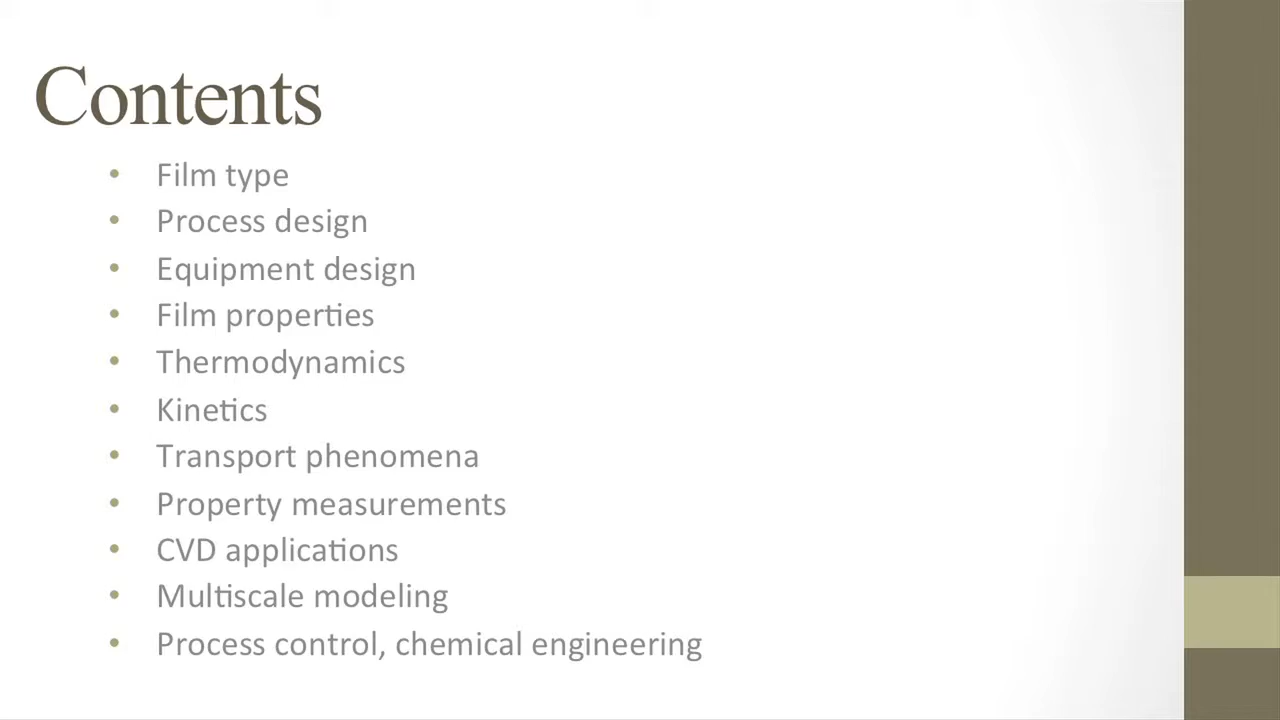 Contents
• Film type
• Process design
• Equipment design
• Film properties
• Thermodynamics
• Kinetics
• Transport phenomena
• Property measurements
• CVD applications
• Multiscale modeling
• Process control, chemical engineering